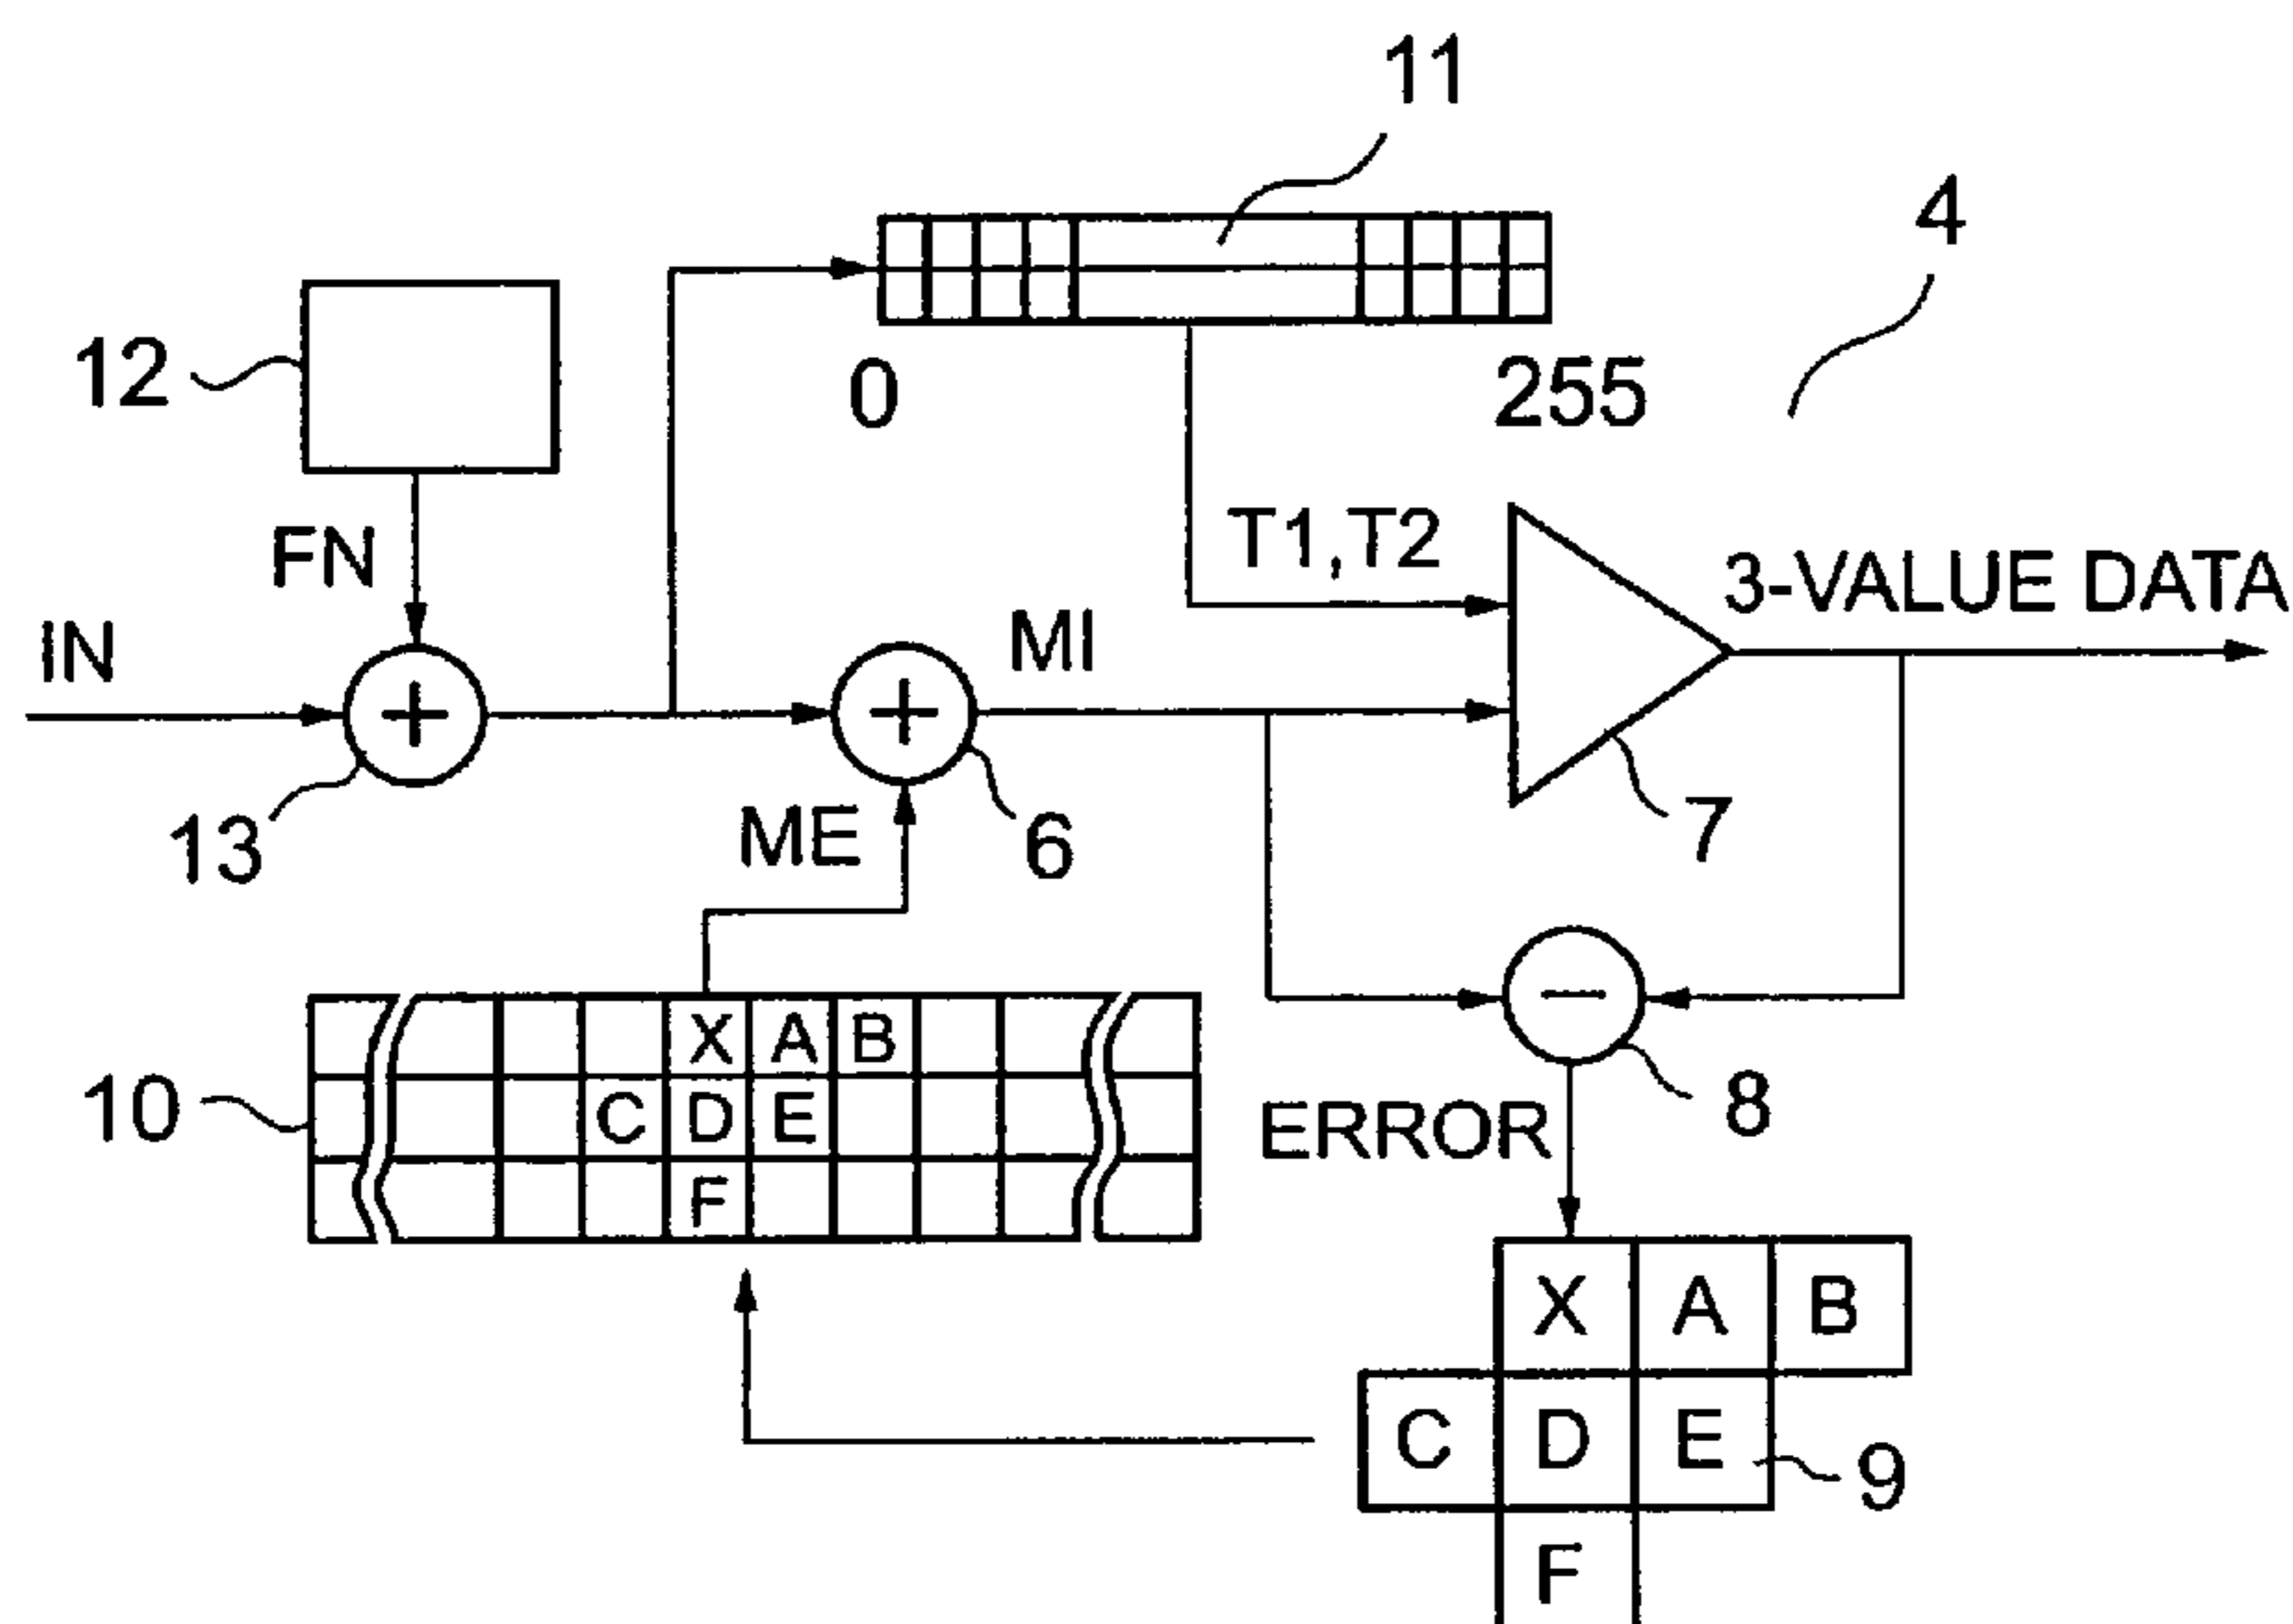 11
4
12
0
255
FN
T1,T2
3-VALUE DATA
IN
MI
13
ME
6
7
X A B
10
C D E
F
ERROR
8
X A B
C D E
9
F